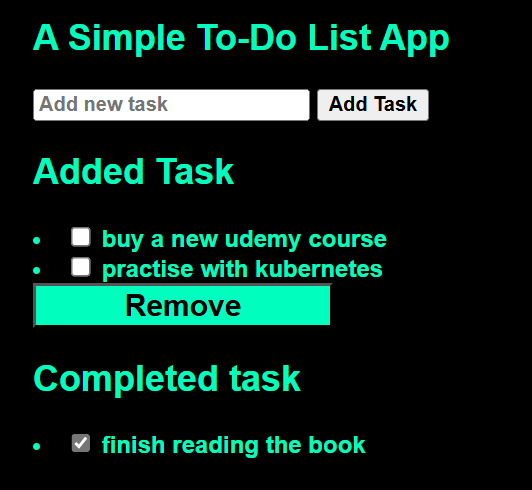 A Simple To-Do List App
Add new task Add Task
Added Task
buy a new udemy course
practise with kubernetes
Remove
Completed task
finish reading the book